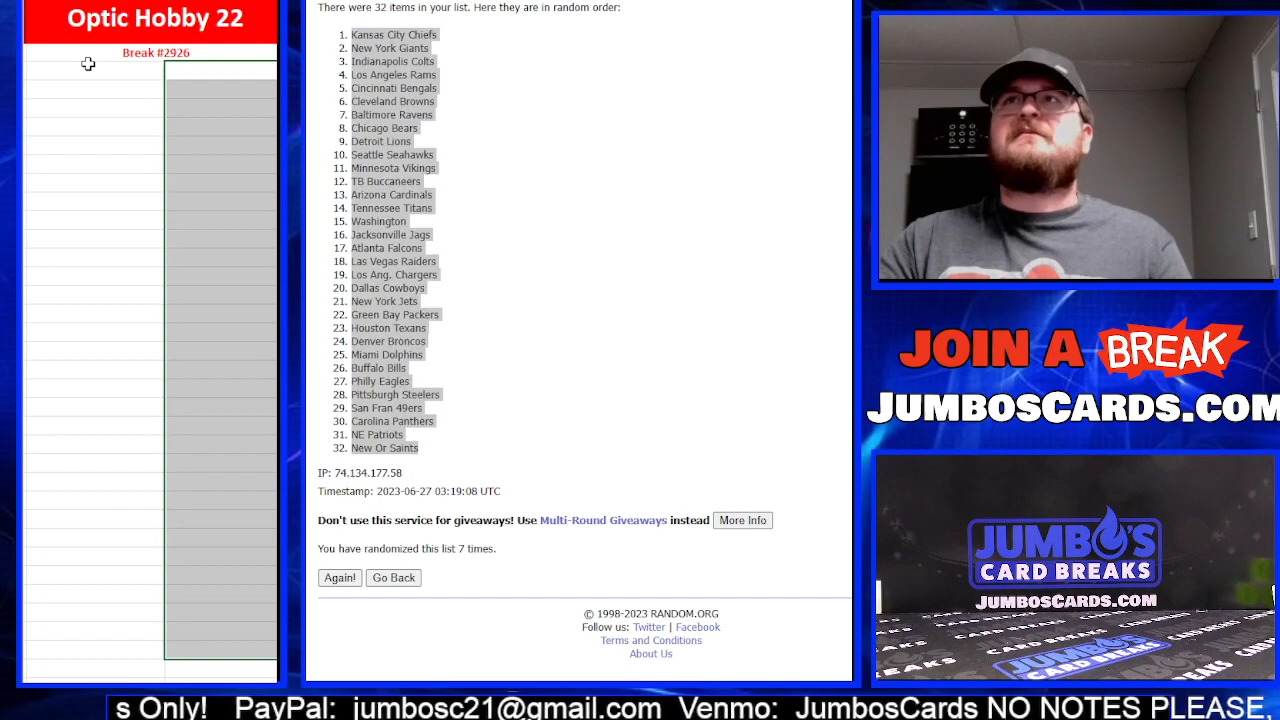 Optic Hobby 22
Break #2926
There were 32 items in your list. Here they are in random order:
1. Kansas City Chiefs
2. New York Giants
3. Indianapolis Colts
4. Los Angeles Rams
5. Cincinnati Bengals
6. Cleveland Browns
7. Baltimore Ravens
8. Chicago Bears
9. Detroit Lions
10. Seattle Seahawks
11. Minnesota Vikings
12. TB Buccaneers
13. Arizona Cardinals
14. Tennessee Titans
15. Washington
16. Jacksonville Jags
17. Atlanta Falcons
18. Las Vegas Raiders
19. Los Ang. Chargers
20. Dallas Cowboys
21. New York Jets
22. Green Bay Packers
23. Houston Texans
24. Denver Broncos
25. Miami Dolphins
26. Buffalo Bills
27. Philly Eagles
28. Pittsburgh Steelers
29. San Fran 49ers
30. Carolina Panthers
31. NE Patriots
32. New Or Saints
IP: 74.134.177.58
Timestamp: 2023-06-27 03:19:08 UTC
Don't use this service for giveaways! Use Multi-Round Giveaways instead More Info
You have randomized this list 7 times.
Again! Go Back
© 1998-2023 RANDOM.ORG
Follow us: Twitter | Facebook
Terms and Conditions
About Us
JOIN A BREAK
JUMBOSCARDS.COM
JUMBO'S
CARD BREAKS
JUMBOSCARDS.COM
JUMBO'S
CARD BREAKS
s Only! PayPal: jumbosc21@gmail.com Venmo: JumbosCards NO NOTES PLEASE.